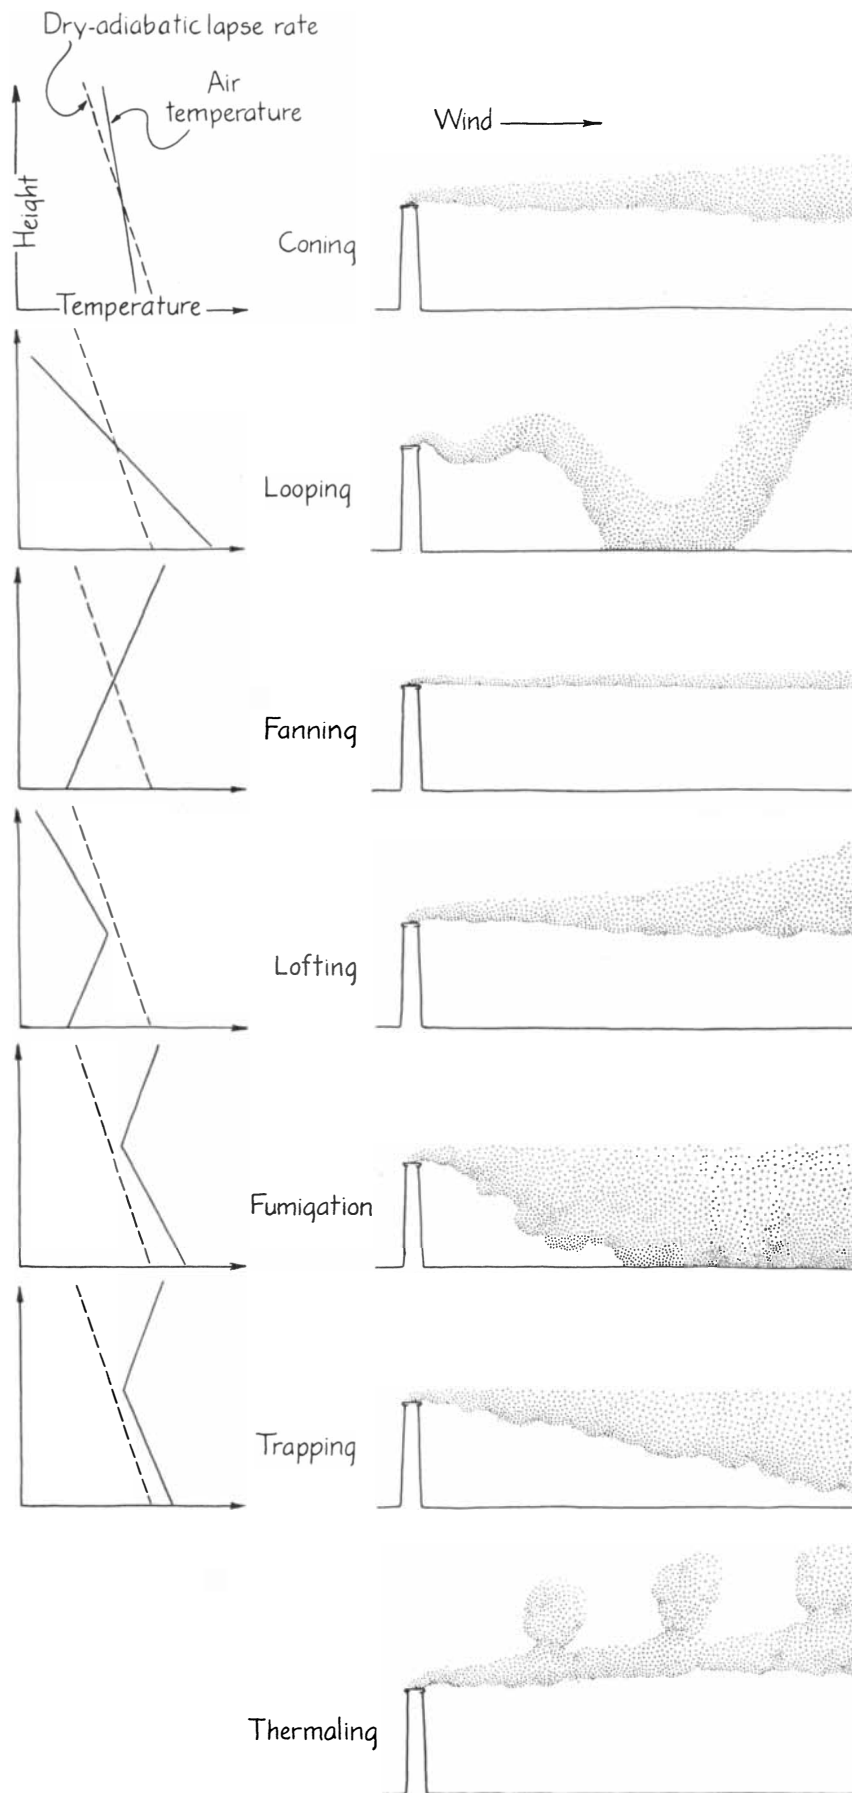 Dry-adiabatic lapse rate
Air
temperature
Wind
Height
Coning
Temperature
Looping
Fanning
Lofting
Fumigation
Trapping
Thermaling